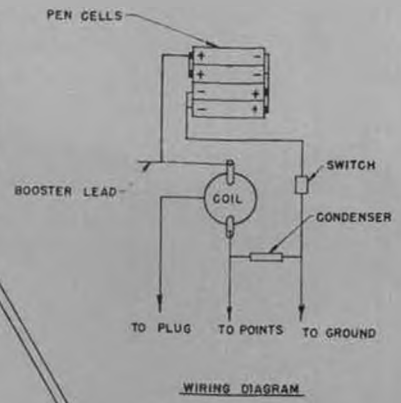 PEN CELLS
+ -
+ -
- +
- +
SWITCH
BOOSTER LEAD
COIL
CONDENSER
TO PLUG
TO POINTS
TO GROUND
WIRING DIAGRAM